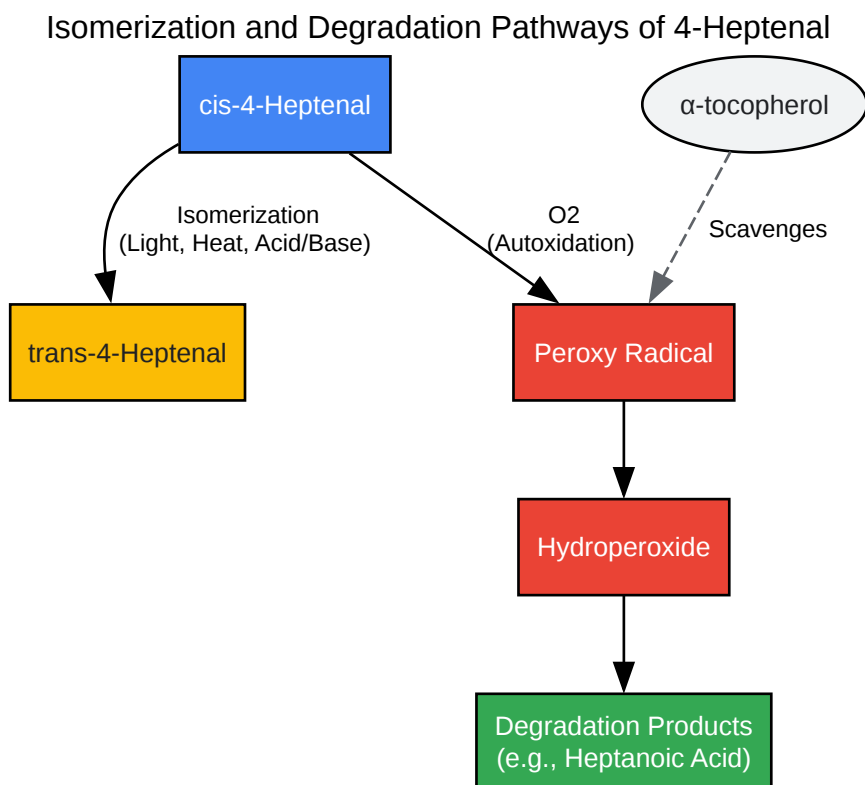 Isomerization and Degradation Pathways of 4-Heptenal
cis-4-Heptenal
α-tocopherol
Isomerization
(Light, Heat, Acid/Base)
O2
(Autoxidation)
Scavenges
trans-4-Heptenal
Peroxy Radical
Hydroperoxide
Degradation Products
(e.g., Heptanoic Acid)